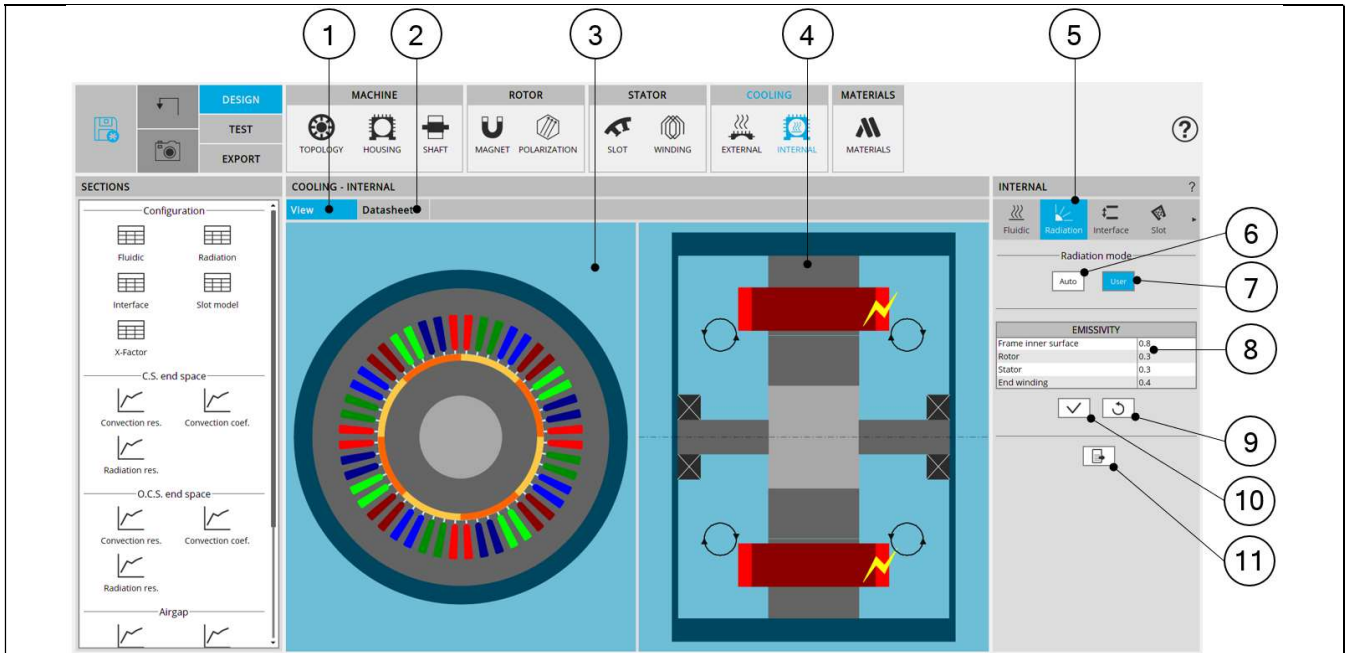 1 2 3 4 5
DESIGN
TEST
EXPORT
MACHINE
TOPOLOGY HOUSING SHAFT
ROTOR
MAGNET POLARIZATION
STATOR
SLOT WINDING
COOLING
EXTERNAL INTERNAL
MATERIALS
MATERIALS
?
SECTIONS
Configuration
Fluidic Radiation
Interface Slot model
X-Factor
C.S. end space
Convection res. Convection coef.
Radiation res.
O.C.S. end space
Convection res. Convection coef.
Radiation res.
Airgap
COOLING - INTERNAL
View Datasheet
INTERNAL ?
Fluidic Radiation Interface Slot
Radiation mode
Auto User
6
7
EMISSIVITY
Frame inner surface 0.8
Rotor 0.3
Stator 0.3
End winding 0.4
8
9
10
11